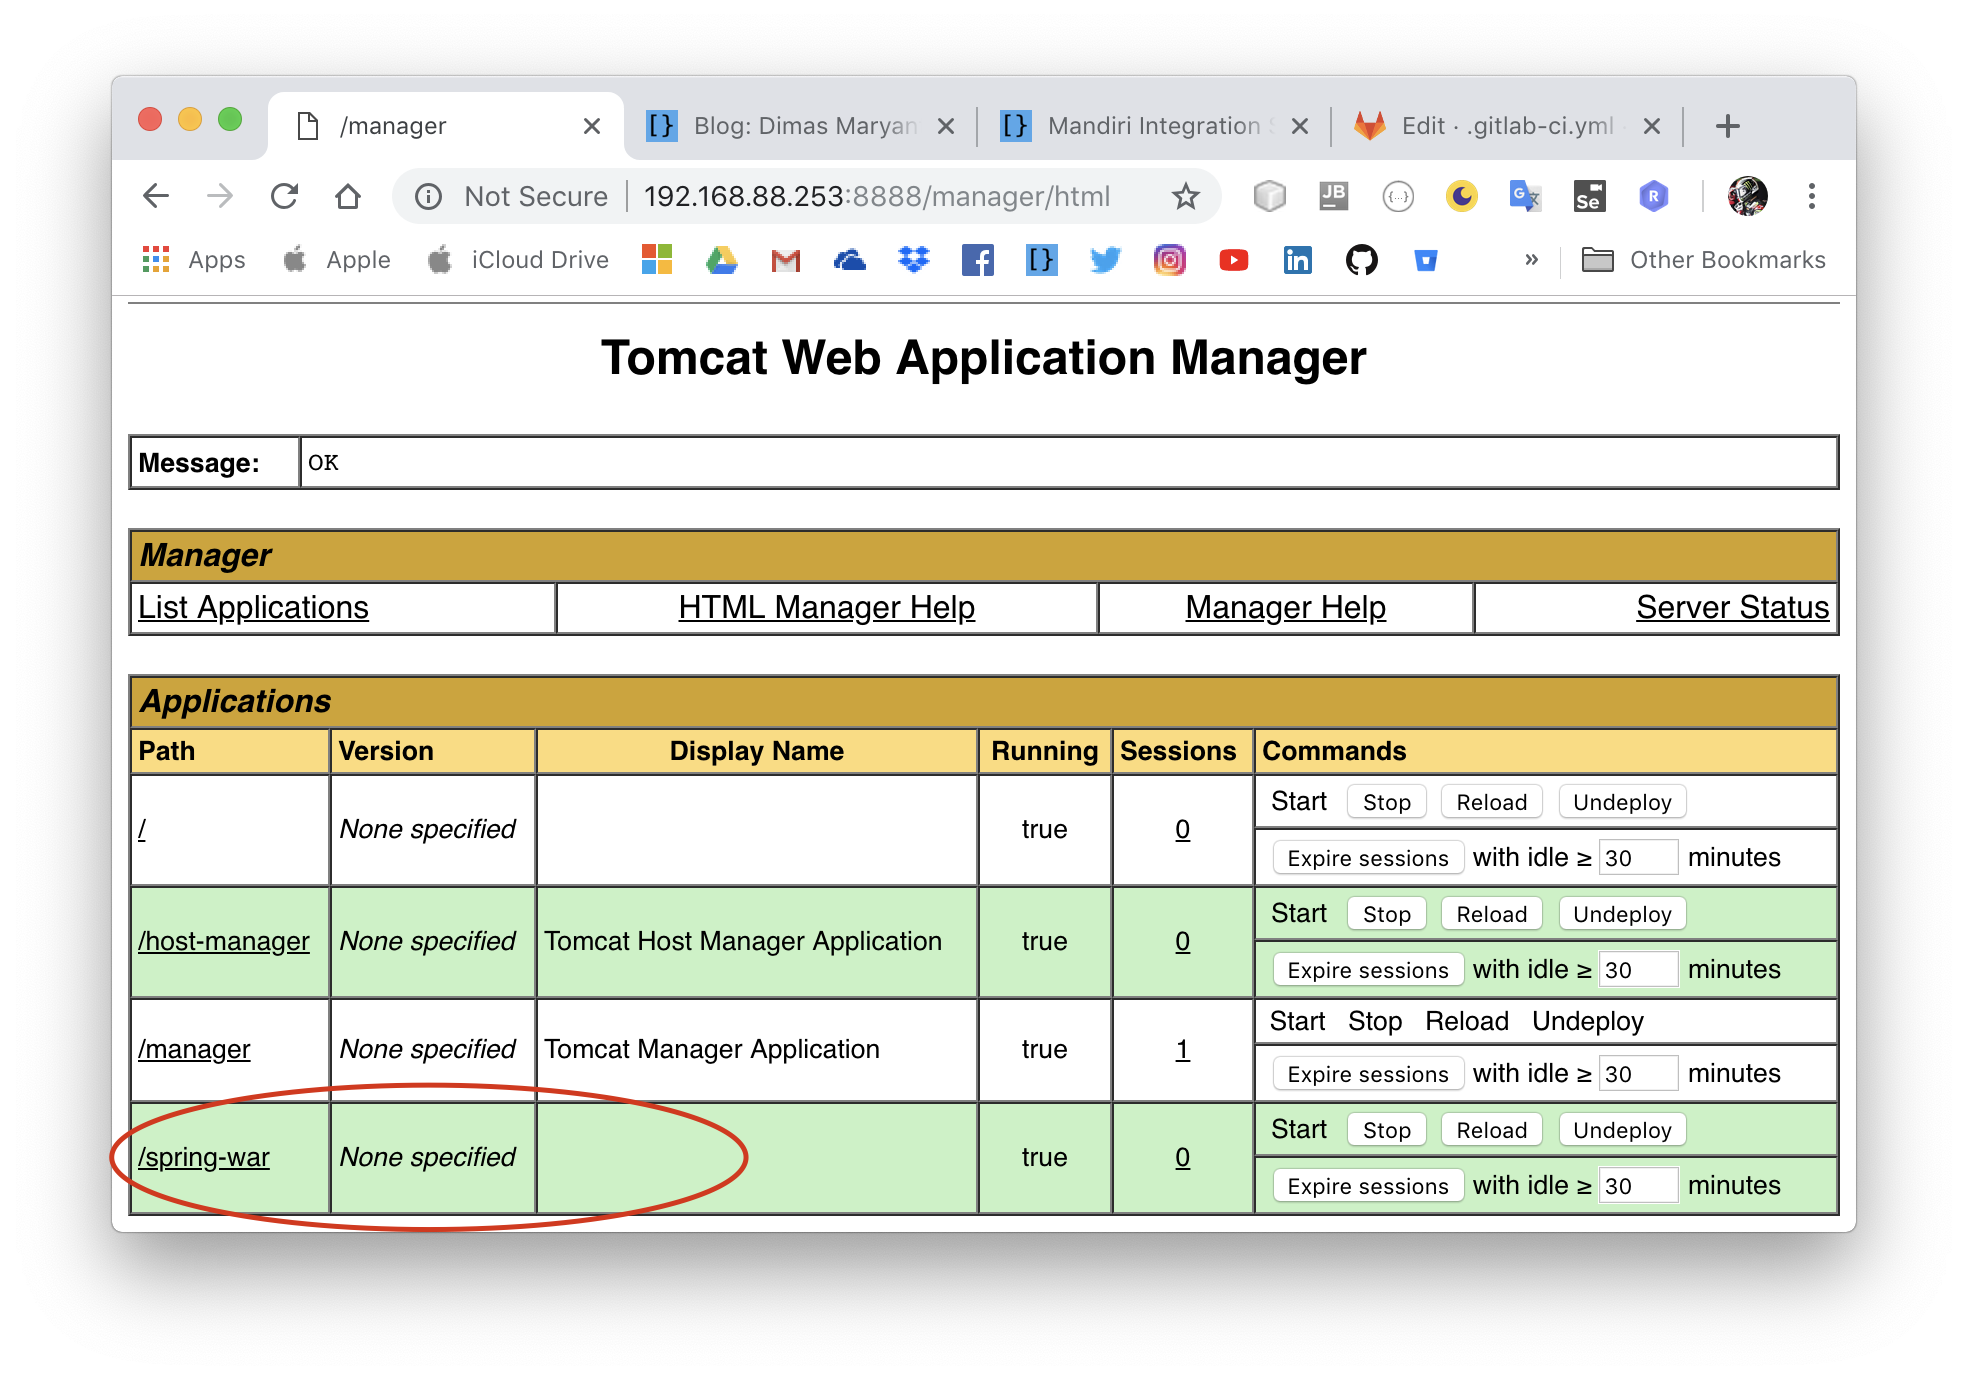 /manager
Blog: Dimas Maryan
Mandiri Integration
Edit · .gitlab-ci.yml
Not Secure 192.168.88.253:8888/manager/html
JB
{...}
G
Se
R
Apps Apple iCloud Drive [} Other Bookmarks
Tomcat Web Application Manager
Message: OK
Manager
List Applications HTML Manager Help Manager Help Server Status
Applications
Path Version Display Name Running Sessions Commands
/ None specified true 0 Start Stop Reload Undeploy
Expire sessions with idle ≥ 30 minutes
/host-manager None specified Tomcat Host Manager Application true 0 Start Stop Reload Undeploy
Expire sessions with idle ≥ 30 minutes
/manager None specified Tomcat Manager Application true 1 Start Stop Reload Undeploy
Expire sessions with idle ≥ 30 minutes
/spring-war None specified true 0 Start Stop Reload Undeploy
Expire sessions with idle ≥ 30 minutes